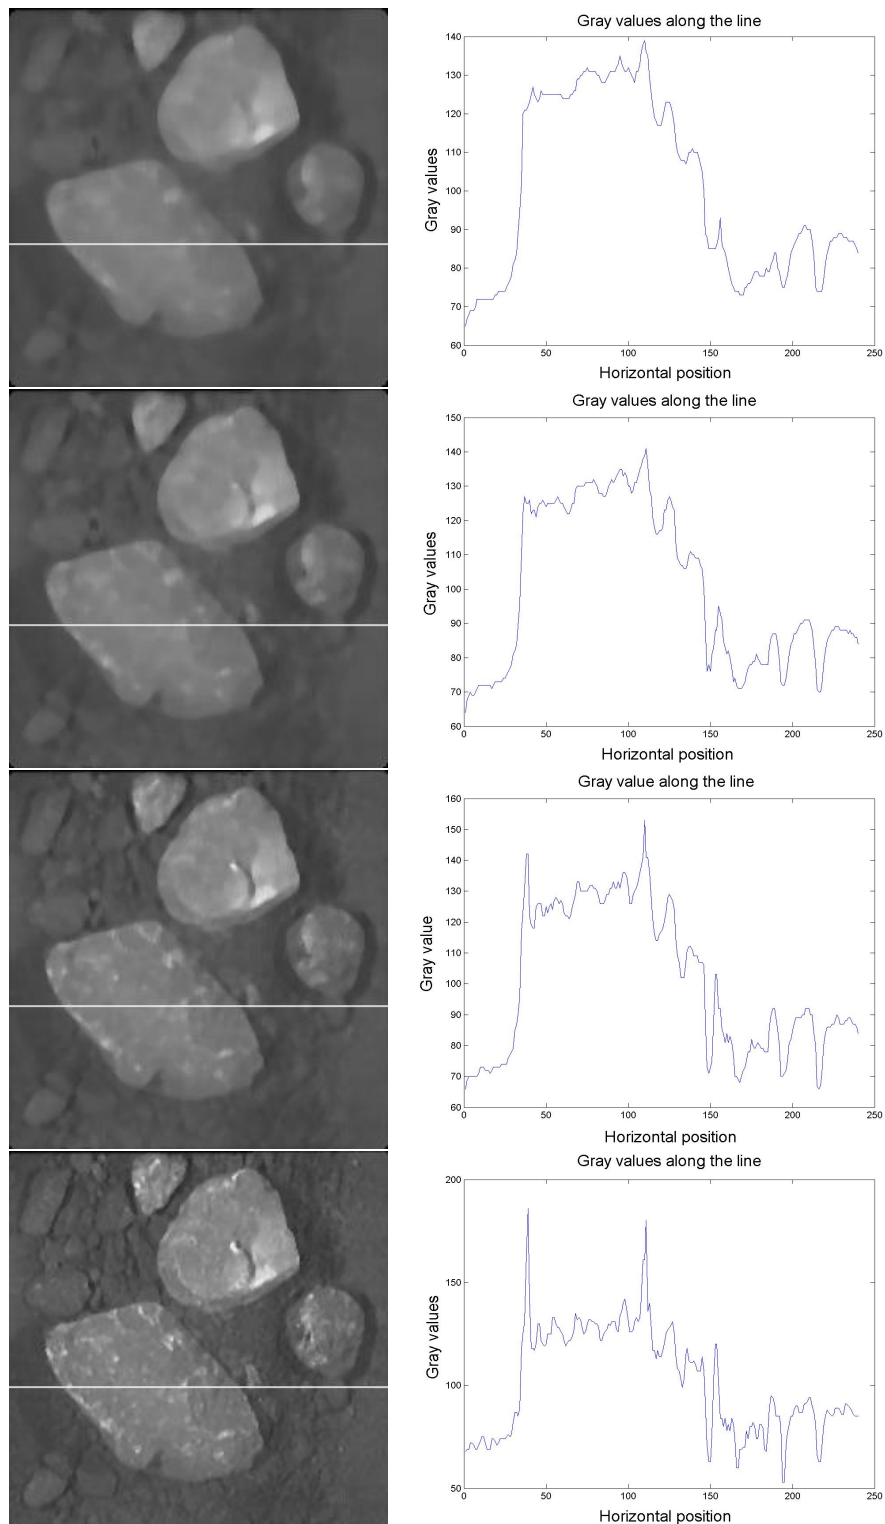 Gray values along the line
140
130
120
110
100
90
80
70
60
Gray values
0 50 100 150 200 250
Horizontal position
Gray values along the line
150
140
130
120
110
100
90
80
70
60
Gray values
0 50 100 150 200 250
Horizontal position
Gray value along the line
160
150
140
130
120
110
100
90
80
70
60
Gray value
0 50 100 150 200 250
Horizontal position
Gray values along the line
200
150
100
50
Gray values
0 50 100 150 200 250
Horizontal position